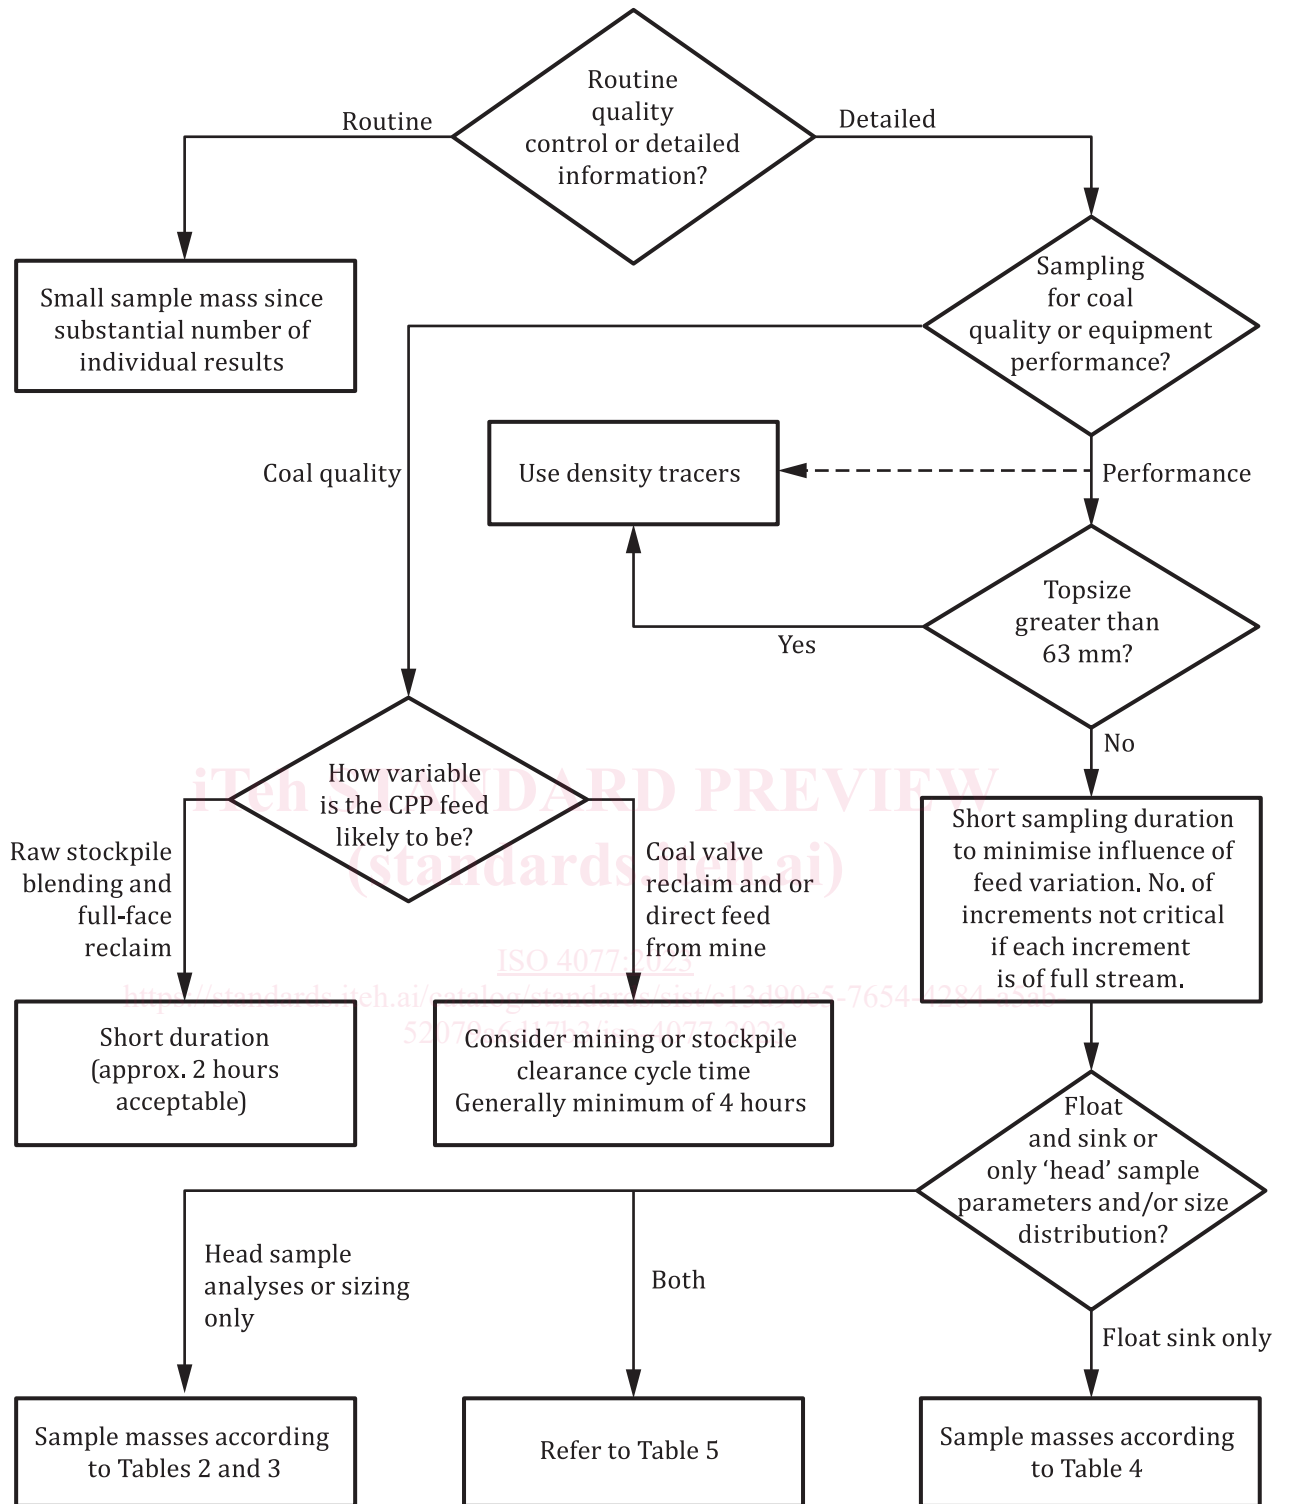 Routine
quality
control or detailed
information?
Routine
Detailed
Small sample mass since
substantial number of
individual results
Sampling
for coal
quality or equipment
performance?
Coal quality
Use density tracers
Performance
Topsize
greater than
63 mm?
Yes
No
How variable
is the CPP feed
likely to be?
iTeh STANDARD PREVIEW
(standards.iteh.ai)
Raw stockpile
blending and
full-face
reclaim
Coal valve
reclaim and or
direct feed
from mine
Short sampling duration
to minimise influence of
feed variation. No. of
increments not critical
if each increment
is of full stream.
ISO 4077:2023
Short duration
(approx. 2 hours
acceptable)
Consider mining or stockpile
clearance cycle time
Generally minimum of 4 hours
Float
and sink or
only ‘head’ sample
parameters and/or size
distribution?
Head sample
analyses or sizing
only
Both
Float sink only
Sample masses according
to Tables 2 and 3
Refer to Table 5
Sample masses according
to Table 4